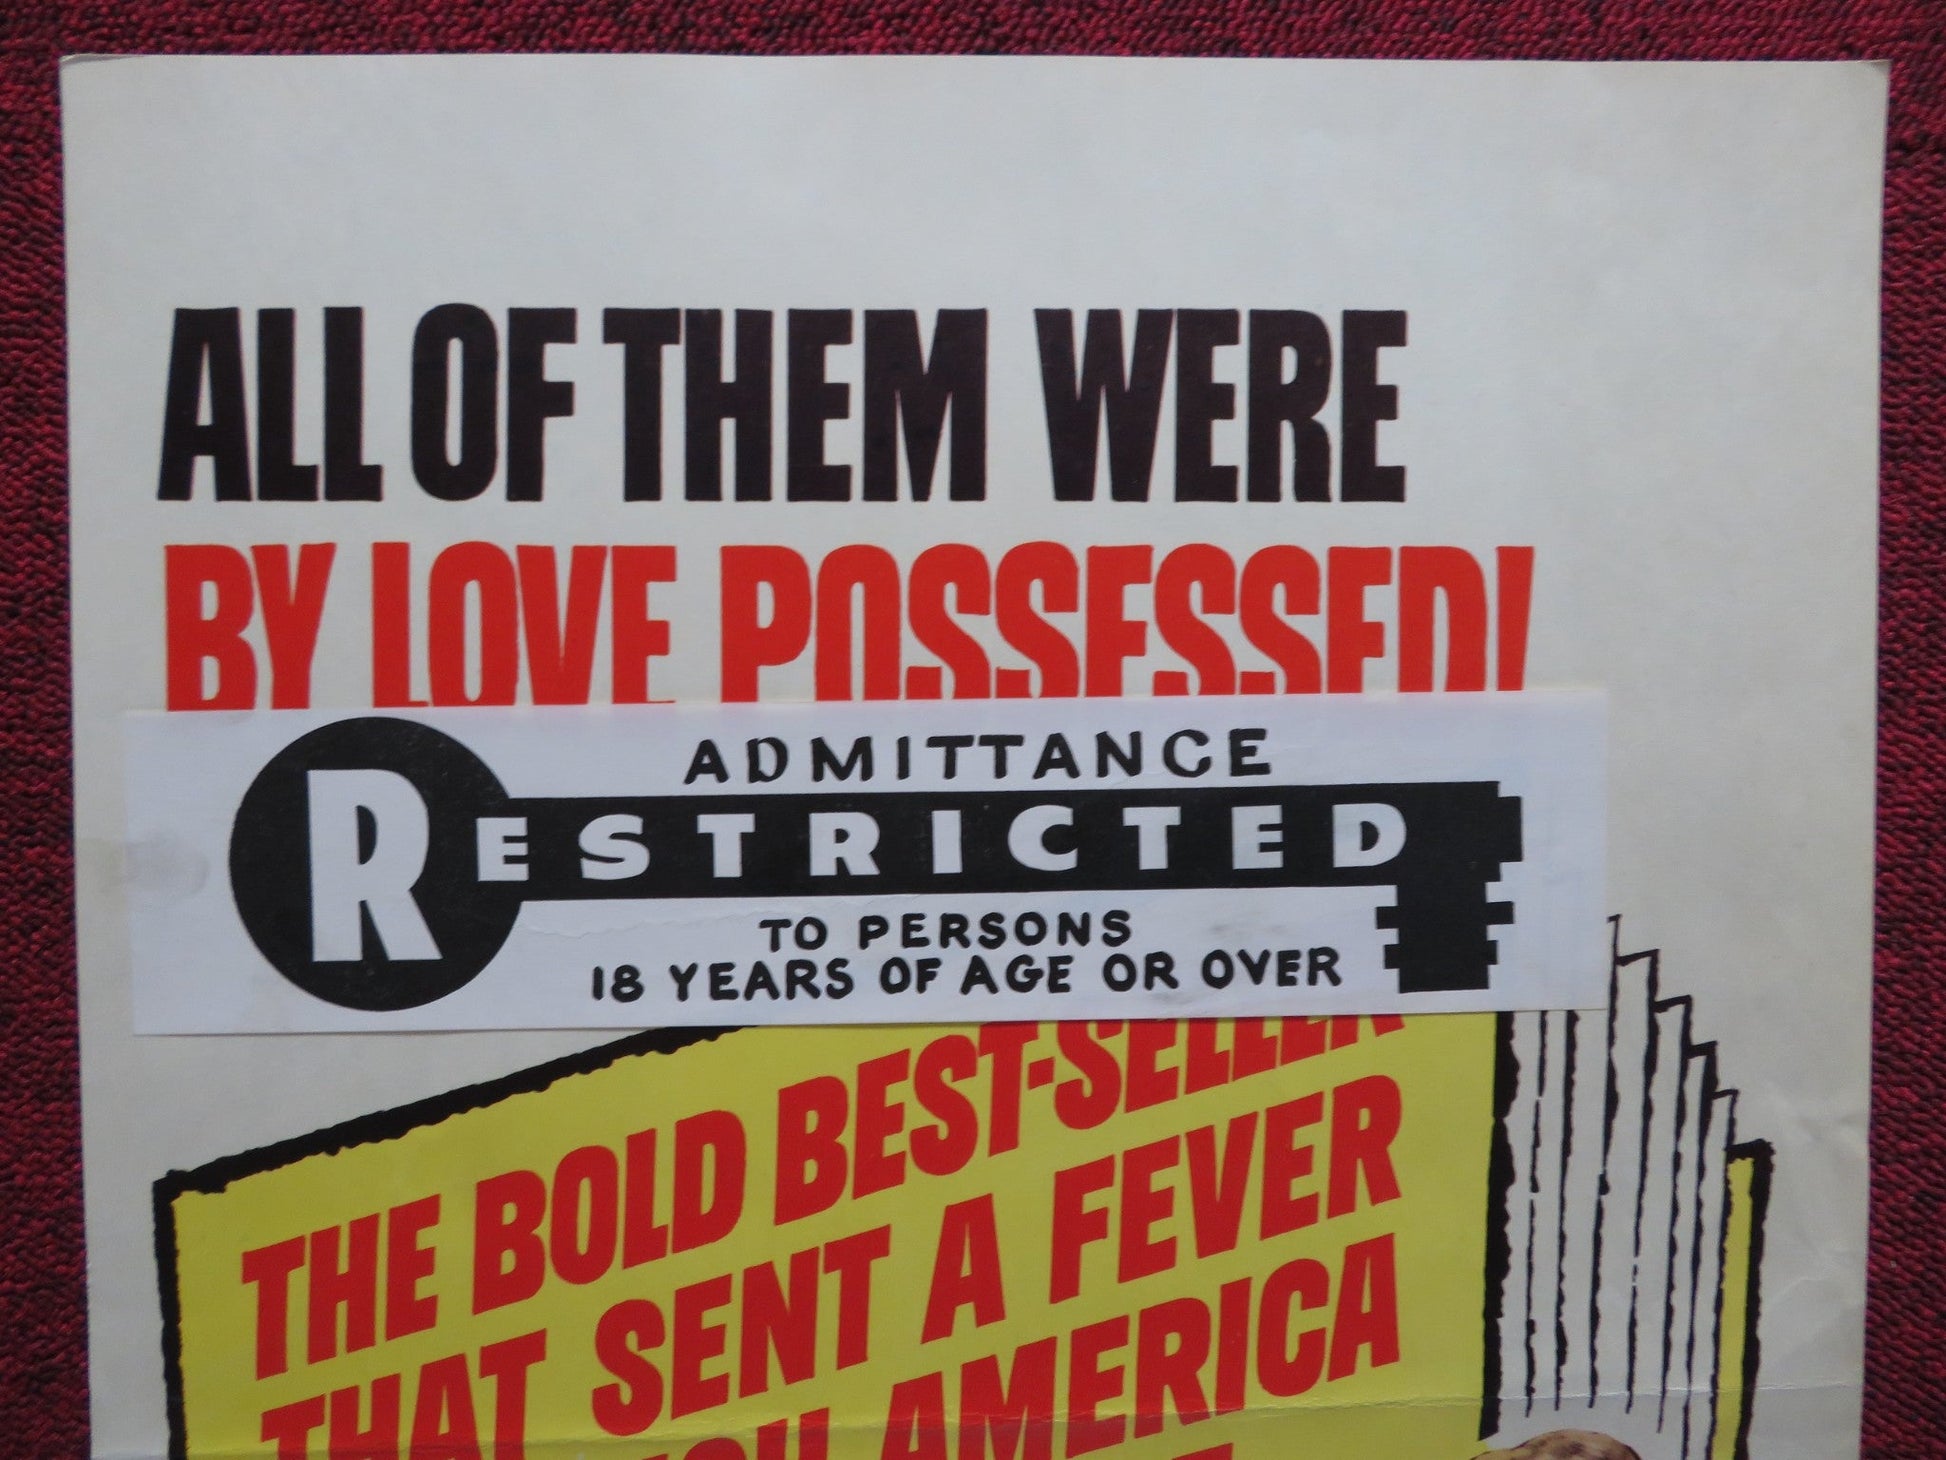 ALL OF THEM WERE
BY LOVE POSSESSED!
ADMITTANCE
RESTRICTED
TO PERSONS
18 YEARS OF AGE OR OVER
THE BOLD BEST-SELLER
THAT SENT A FEVER
AMERICA